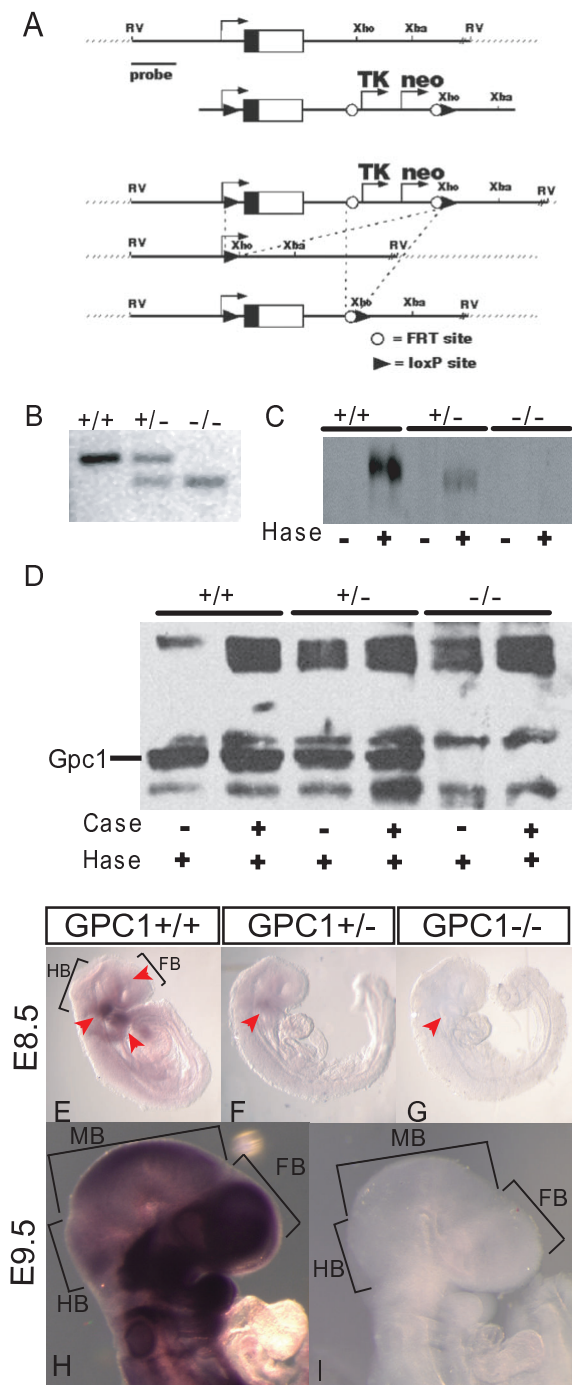 A
RV Xho Xba RV
probe
TK neo
Xho Xba
TK neo
RV Xho Xba RV
RV Xho Xba RV
RV Xho Xba RV
= FRT site
= loxP site
B
+/+ +/- -/-
C
+/+ +/- -/-
Hase - + - + - +
D
+/+ +/- -/-
Gpc1
Case - + - + - +
Hase + + + + + +
GPC1+/+ GPC1+/- GPC1-/-
E8.5
HB FB
E F G
E9.5
MB FB HB
H
MB FB HB
I